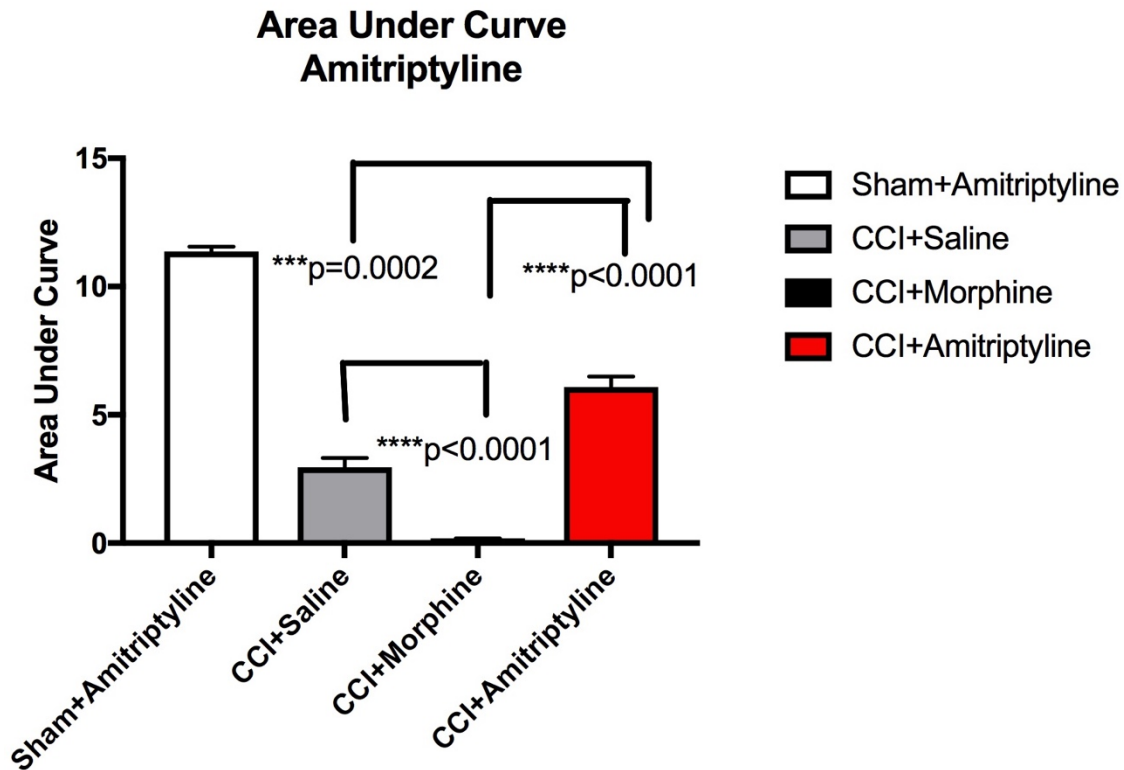 Area Under Curve
Amitriptyline
Area Under Curve
15
10
5
0
***p=0.0002
****p<0.0001
****p<0.0001
Sham+Amitriptyline
CCI+Saline
CCI+Morphine
CCI+Amitriptyline
Sham+Amitriptyline
CCI+Saline
CCI+Morphine
CCI+Amitriptyline